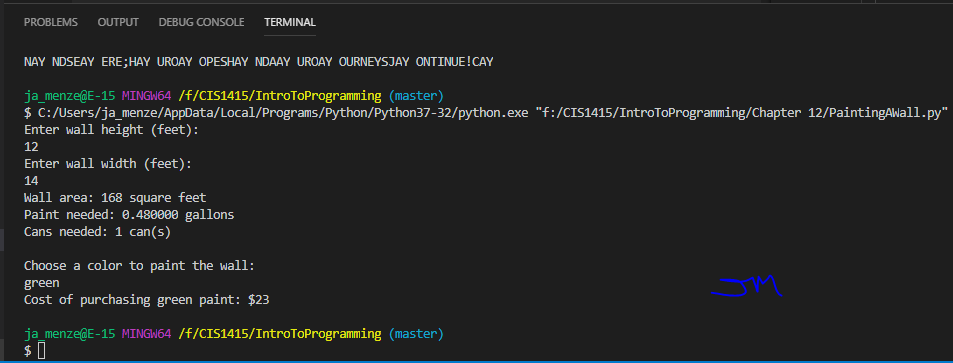 PROBLEMS OUTPUT DEBUG CONSOLE TERMINAL
NAY NDSEAY ERE;HAY UROAY OPESHAY NDAAY UROAY OURNEYSJAY ONTINUE!CAY
ja_menze@E-15 MINGW64 /f/CIS1415/IntroToProgramming (master)
$ C:/Users/ja_menze/AppData/Local/Programs/Python/Python37-32/python.exe "f:/CIS1415/IntroToProgramming/Chapter 12/PaintingAWall.py"
Enter wall height (feet):
12
Enter wall width (feet):
14
Wall area: 168 square feet
Paint needed: 0.480000 gallons
Cans needed: 1 can(s)
Choose a color to paint the wall:
green
Cost of purchasing green paint: $23
JM
ja_menze@E-15 MINGW64 /f/CIS1415/IntroToProgramming (master)
$